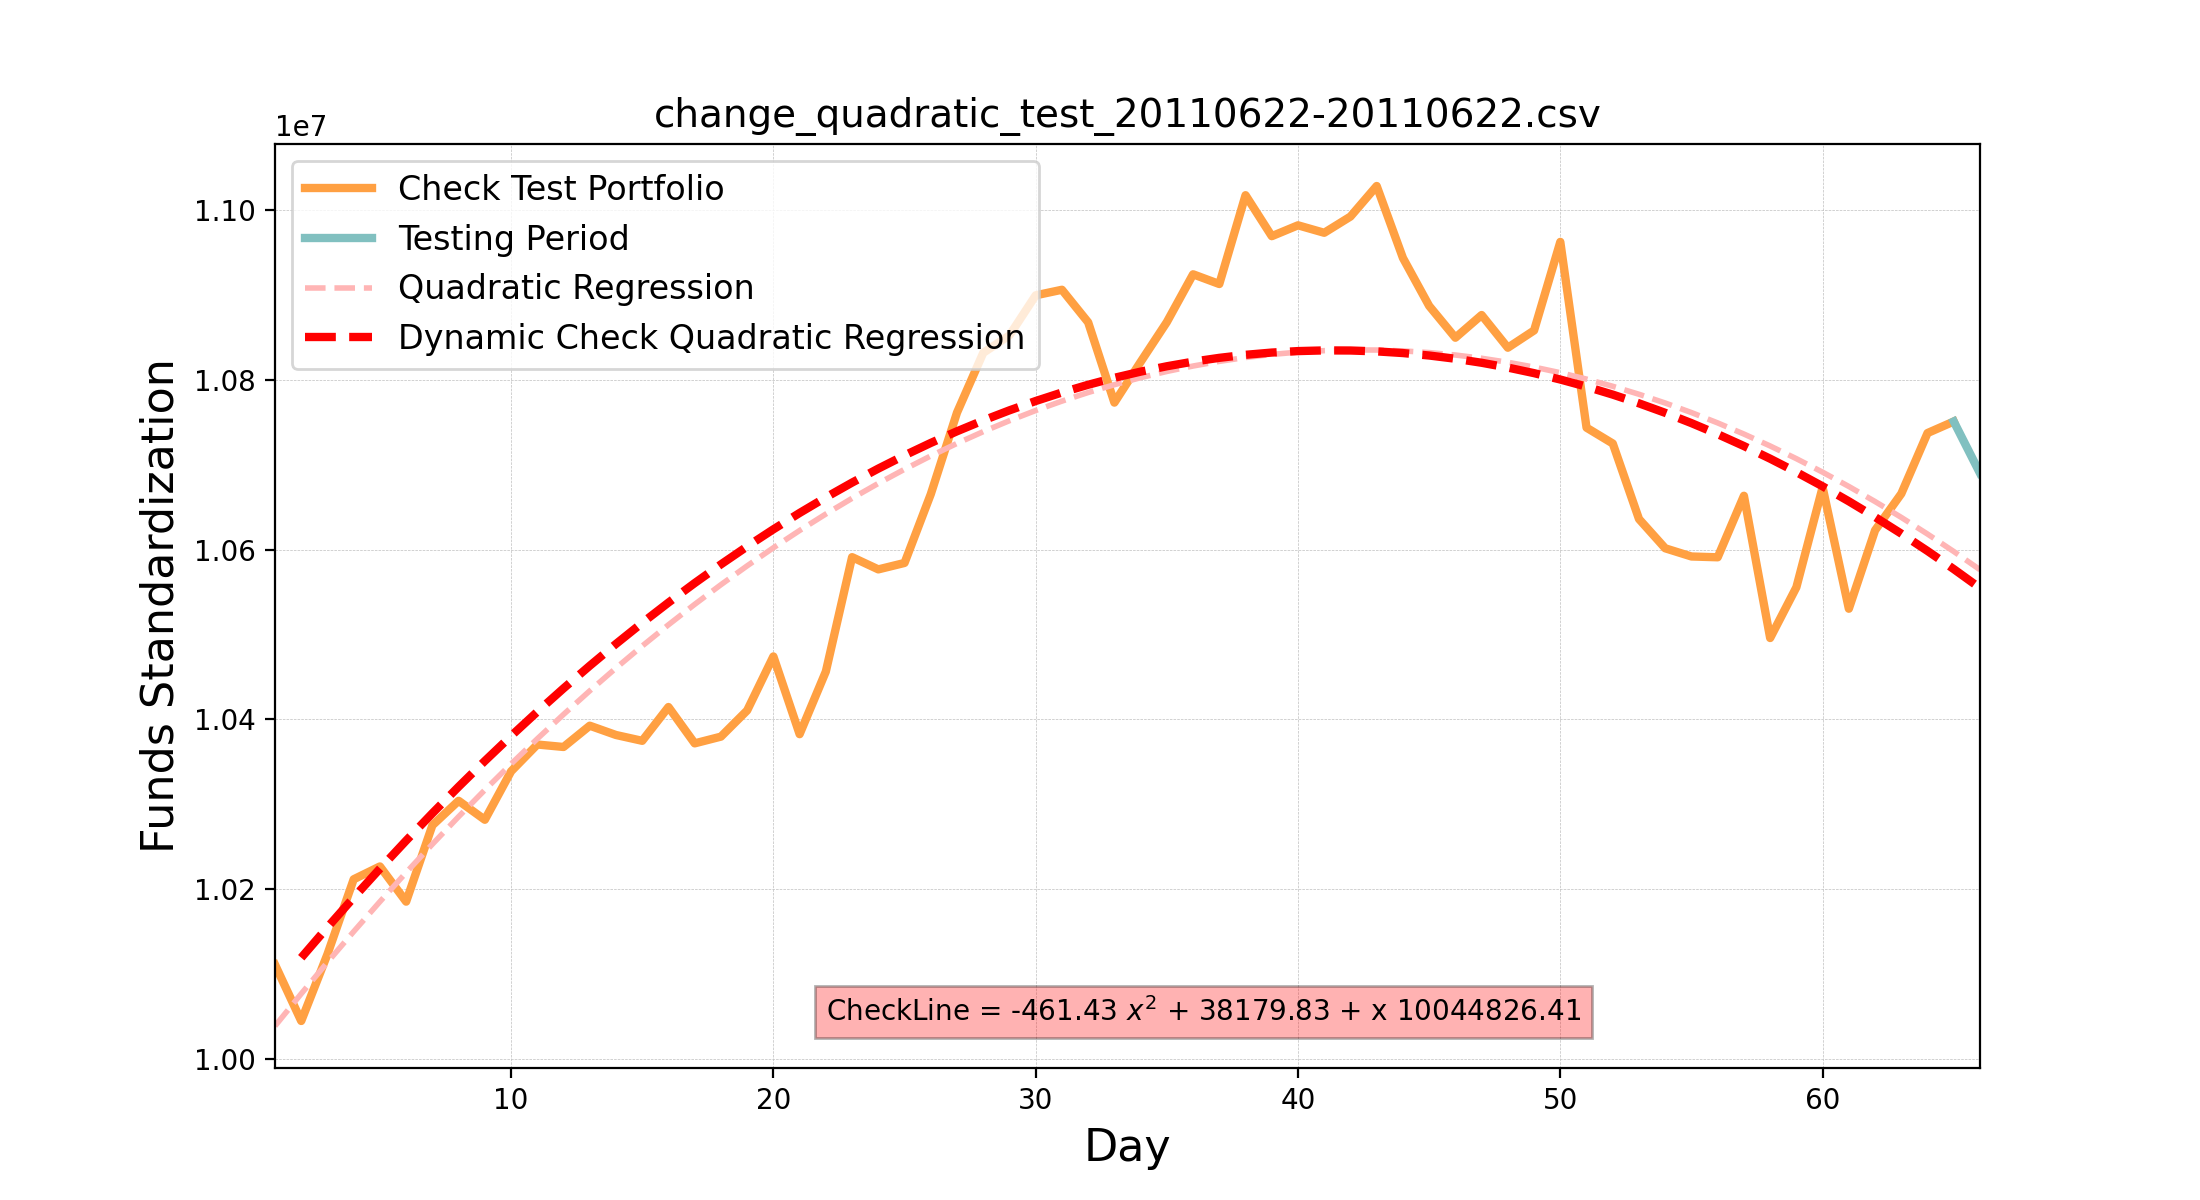 change_quadratic_test_20110622-20110622.csv
1e7
Check Test Portfolio
Testing Period
Quadratic Regression
Dynamic Check Quadratic Regression
1.10
1.08
1.06
1.04
1.02
1.00
Funds Standardization
CheckLine = -461.43 x² + 38179.83 + x 10044826.41
10 20 30 40 50 60
Day